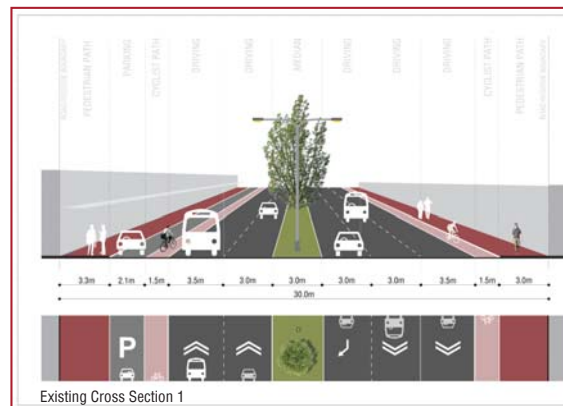 PEDESTRIAN PATH
PARKING
CYCLIST PATH
DRIVING
DRIVING
MEDIAN
DRIVING
DRIVING
DRIVING
CYCLIST PATH
PEDESTRIAN PATH
3.3m 2.1m 1.5m 3.5m 3.0m 3.0m 3.0m 3.0m 3.5m 1.5m 3.0m
30.0m
P
Existing Cross Section 1